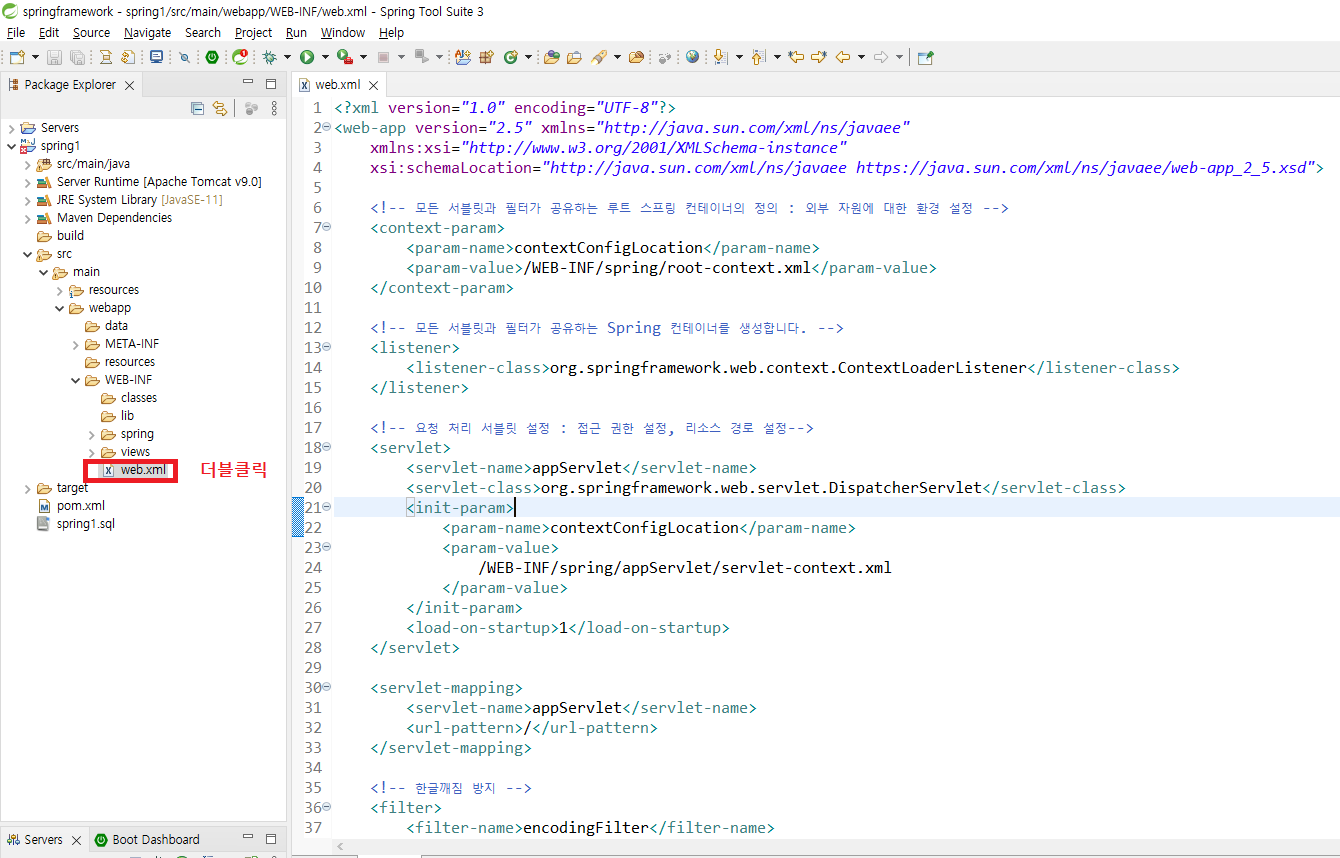 springframework - spring1/src/main/webapp/WEB-INF/web.xml - Spring Tool Suite 3
File Edit Source Navigate Search Project Run Window Help
Package Explorer
Servers
spring1
src/main/java
Server Runtime [Apache Tomcat v9.0]
JRE System Library [JavaSE-11]
Maven Dependencies
build
src
main
resources
webapp
data
META-INF
resources
WEB-INF
classes
lib
spring
views
web.xml 더블클릭
target
pom.xml
spring1.sql
Servers Boot Dashboard
web.xml
1 <?xml version="1.0" encoding="UTF-8"?>
2 <web-app version="2.5" xmlns="http://java.sun.com/xml/ns/javaee"
3 xmlns:xsi="http://www.w3.org/2001/XMLSchema-instance"
4 xsi:schemaLocation="http://java.sun.com/xml/ns/javaee https://java.sun.com/xml/ns/javaee/web-app_2_5.xsd">
5
6 <!-- 모든 서블릿과 필터가 공유하는 루트 스프링 컨테이너의 정의 : 외부 자원에 대한 환경 설정 -->
7 <context-param>
8 <param-name>contextConfigLocation</param-name>
9 <param-value>/WEB-INF/spring/root-context.xml</param-value>
10 </context-param>
11
12 <!-- 모든 서블릿과 필터가 공유하는 Spring 컨테이너를 생성합니다. -->
13 <listener>
14 <listener-class>org.springframework.web.context.ContextLoaderListener</listener-class>
15 </listener>
16
17 <!-- 요청 처리 서블릿 설정 : 접근 권한 설정, 리소스 경로 설정-->
18 <servlet>
19 <servlet-name>appServlet</servlet-name>
20 <servlet-class>org.springframework.web.servlet.DispatcherServlet</servlet-class>
21 <init-param>
22 <param-name>contextConfigLocation</param-name>
23 <param-value>
24 /WEB-INF/spring/appServlet/servlet-context.xml
25 </param-value>
26 </init-param>
27 <load-on-startup>1</load-on-startup>
28 </servlet>
29
30 <servlet-mapping>
31 <servlet-name>appServlet</servlet-name>
32 <url-pattern>/</url-pattern>
33 </servlet-mapping>
34
35 <!-- 한글깨짐 방지 -->
36 <filter>
37 <filter-name>encodingFilter</filter-name>